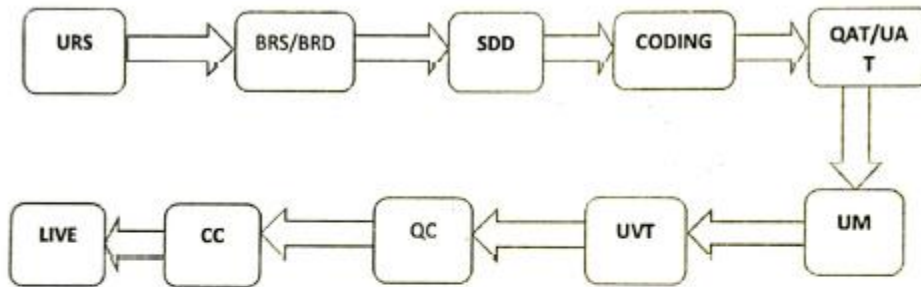 URS
BRS/BRD
SDD
CODING
QAT/UA
T
LIVE
CC
QC
UVT
UM